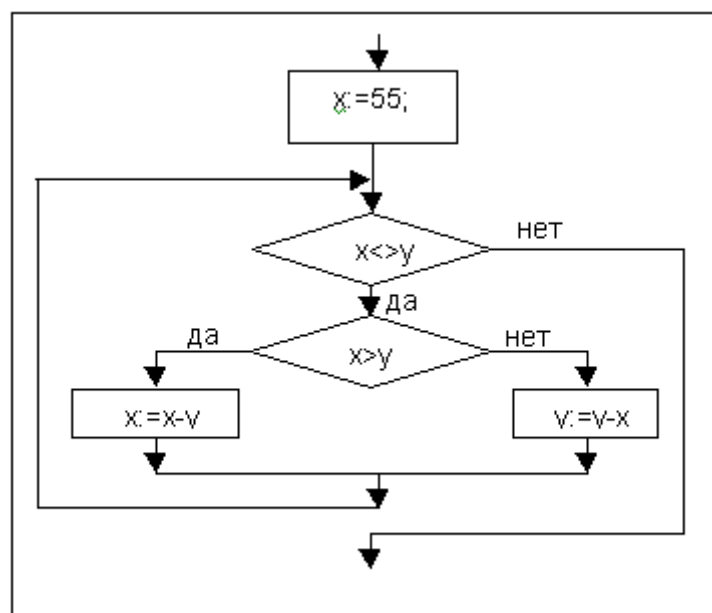 x:=55;
x<>y
нет
да
x>y
да
нет
x:=x-v
v:=v-x